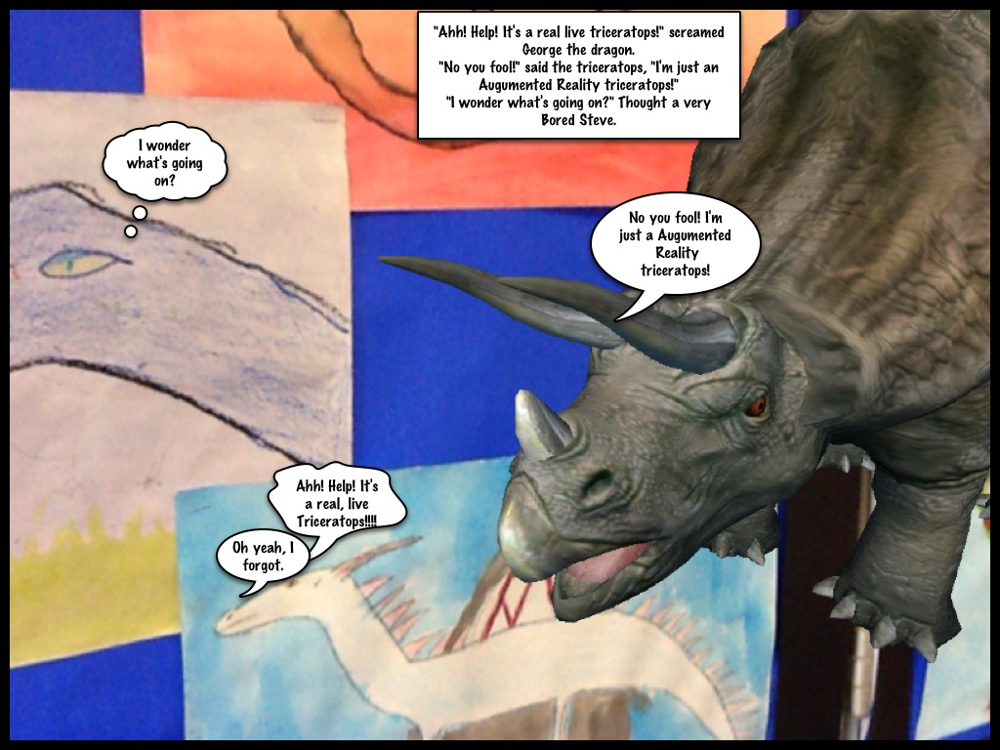 "Ahh! Help! It's a real live triceratops!" screamed
George the dragon.
"No you fool!" said the triceratops, "I'm just an
Augumented Reality triceratops!"
"I wonder what's going on?" Thought a very
Bored Steve.
I wonder
what's going
on?
No you fool! I'm
just a Augumented
Reality
triceratops!
Ahh! Help! It's
a real, live
Triceratops!!!!
Oh yeah, I
forgot.